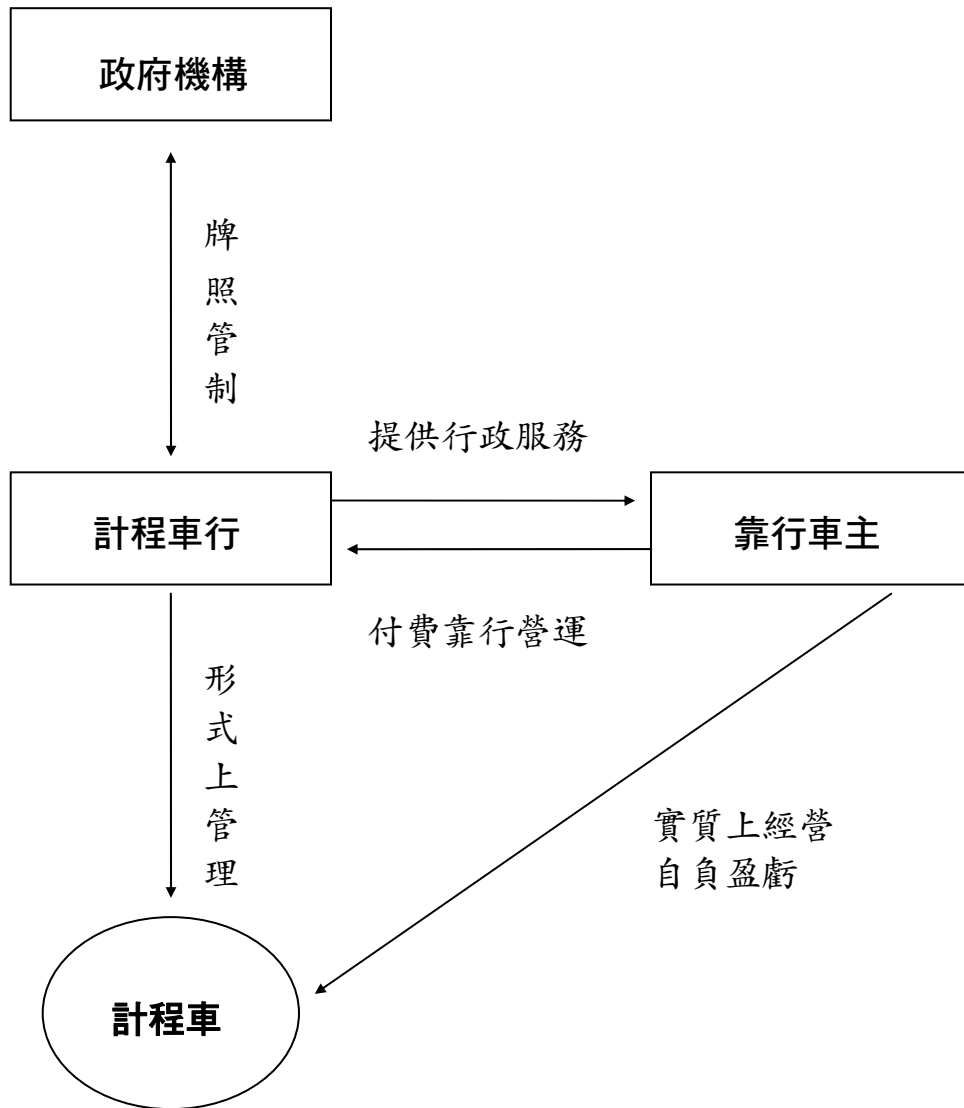 政府機構
牌照管制
提供行政服務
計程車行
靠行車主
付費靠行營運
形式上管理
實質上經營
自負盈虧
計程車